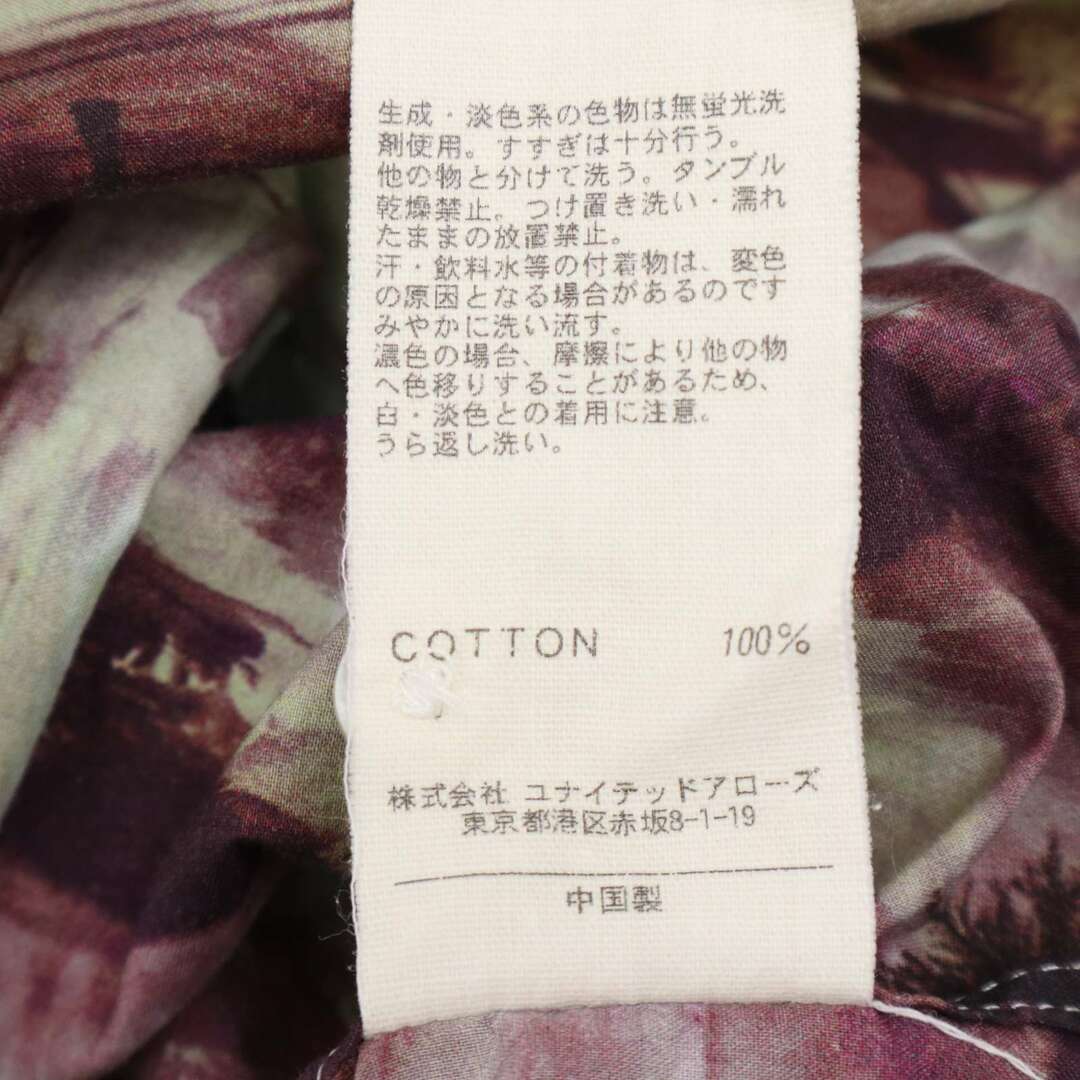 生成・淡色系の色物は無蛍光洗
剤使用。すすぎは十分行う。
他の物と分けて洗う。タンブル
乾燥禁止。つけ置き洗い・濡れ
たままの放置禁止。
汗・飲料水等の付着物は、変色
の原因となる場合があるのです
みやかに洗い流す。
濃色の場合、摩擦により他の物
へ色移りすることがあるため、
白・淡色との着用に注意。
うら返し洗い。
COTTON 100%
株式会社 ユナイテッドアローズ
東京都港区赤坂8-1-19
中国製